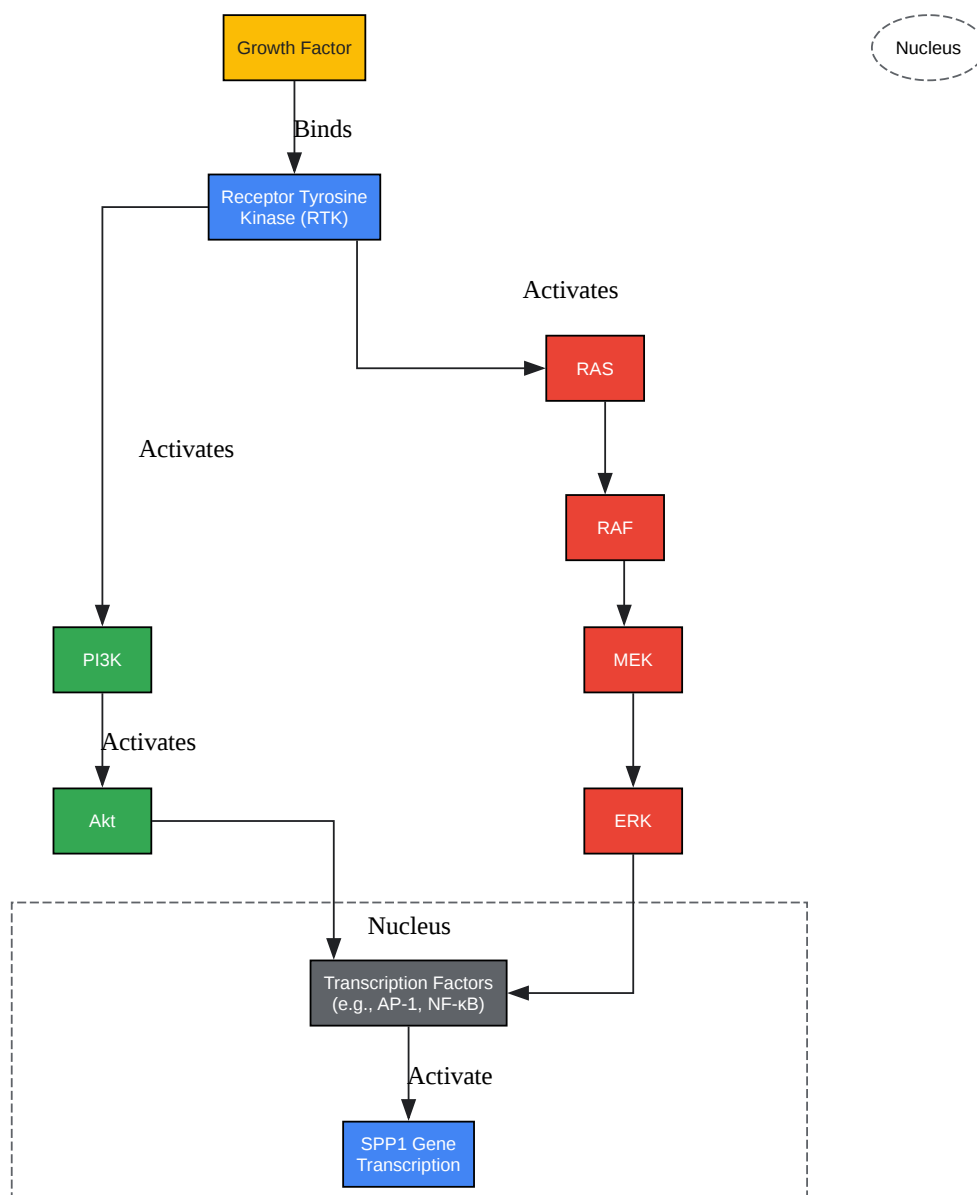 Growth Factor
Nucleus
Binds
Receptor Tyrosine
Kinase (RTK)
Activates
RAS
Activates
RAF
PI3K
MEK
Activates
Akt
ERK
Nucleus
Transcription Factors
(e.g., AP-1, NF-κB)
Activate
SPP1 Gene
Transcription